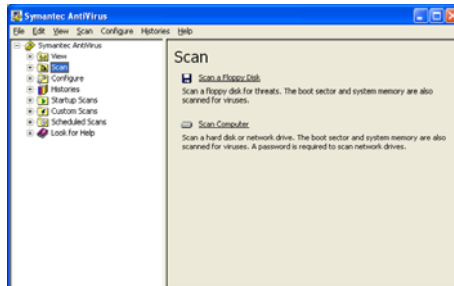 Symantec AntiVirus
File Edit View Scan Configure Histories Help
Symantec AntiVirus
View
Scan
Configure
Histories
Startup Scans
Custom Scans
Scheduled Scans
Look for Help
Scan
Scan a Floppy Disk
Scan a floppy disk for threats. The boot sector and system memory are also
scanned for viruses.
Scan Computer
Scan a hard disk or network drive. The boot sector and system memory are also
scanned for viruses. A password is required to scan network drives.